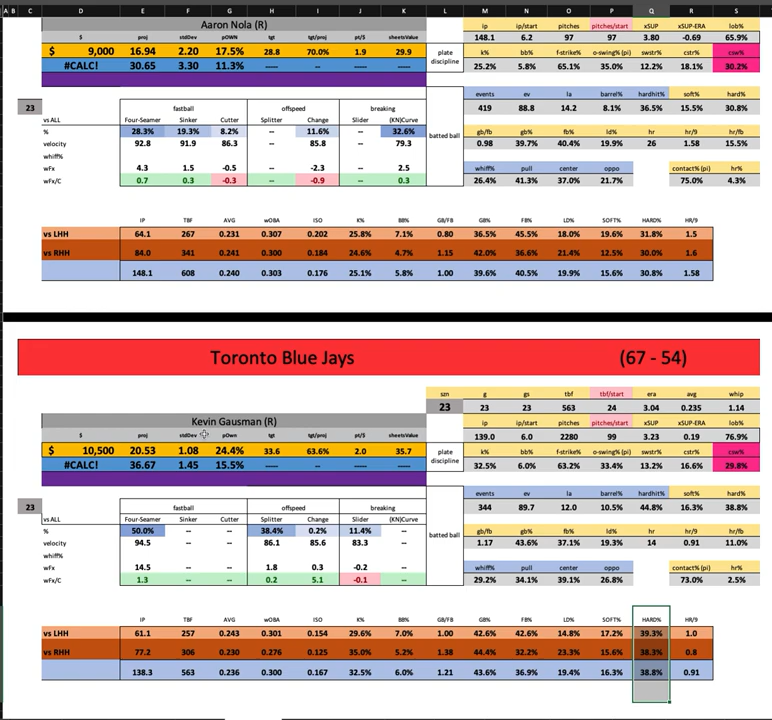 A B C D E F G H I J K L M N O P Q R S
Aaron Nola (R) ip ip/start pitches pitches/start xSUP xSUP-ERA lob%
$ proj stdDev pOWN tgt tgt/proj pt/$ sheetsValue 148.1 6.2 97 97 3.80 -0.69 65.9%
$ 9,000 16.94 2.20 17.5% 28.8 70.0% 1.9 29.9 plate discipline k% bb% f-strike% o-swing% (pi) swstr% cstr% csw%
#CALC! 30.65 3.30 11.3% ---- -- ---- ---- 25.2% 5.8% 65.1% 35.0% 12.2% 18.1% 30.2%
events ev la barrel% hardhit% soft% hard%
23 fastball offspeed breaking 419 88.8 14.2 8.1% 36.5% 15.5% 30.8%
vs ALL Four-Seamer Sinker Cutter Splitter Change Slider (KN)Curve
% 28.3% 19.3% 8.2% -- 11.6% -- 32.6% batted ball gb/fb gb% fb% ld% hr hr/9 hr/fb
velocity 92.8 91.9 86.3 -- 85.8 -- 79.3 0.98 39.7% 40.4% 19.9% 26 1.58 15.5%
whiff%
wFx 4.3 1.5 -0.5 -- -2.3 -- 2.5 whiff% pull center oppo contact% (pi) hr%
wFx/C 0.7 0.3 -0.3 -- -0.9 -- 0.3 26.4% 41.3% 37.0% 21.7% 75.0% 4.3%
IP TBF AVG wOBA ISO K% BB% GB/FB GB% FB% LD% SOFT% HARD% HR/9
vs LHH 64.1 267 0.231 0.307 0.202 25.8% 7.1% 0.80 36.5% 45.5% 18.0% 19.6% 31.8% 1.5
vs RHH 84.0 341 0.241 0.300 0.184 24.6% 4.7% 1.15 42.0% 36.6% 21.4% 12.5% 30.0% 1.6
148.1 608 0.240 0.303 0.176 25.1% 5.8% 1.00 39.6% 40.5% 19.9% 15.6% 30.8% 1.58
Toronto Blue Jays (67 - 54)
szn g gs tbf tbf/start era avg whip
23 23 23 563 24 3.04 0.235 1.14
Kevin Gausman (R) ip ip/start pitches pitches/start xSUP xSUP-ERA lob%
$ proj stdDev pOwn tgt tgt/proj pt/$ sheetsValue 139.0 6.0 2280 99 3.23 0.19 76.9%
$ 10,500 20.53 1.08 24.4% 33.6 63.6% 2.0 35.7 plate discipline k% bb% f-strike% o-swing% (pi) swstr% cstr% csw%
#CALC! 36.67 1.45 15.5% ---- -- ---- ---- 32.5% 6.0% 63.2% 33.4% 13.2% 16.6% 29.8%
events ev la barrel% hardhit% soft% hard%
23 fastball offspeed breaking 344 89.7 12.0 10.5% 44.8% 16.3% 38.8%
vs ALL Four-Seamer Sinker Cutter Splitter Change Slider (KN)Curve
% 50.0% -- -- 38.4% 0.2% 11.4% -- batted ball gb/fb gb% fb% ld% hr hr/9 hr/fb
velocity 94.5 -- -- 86.1 85.6 83.3 -- 1.17 43.6% 37.1% 19.3% 14 0.91 11.0%
whiff%
wFx 14.5 -- -- 1.8 0.3 -0.2 -- whiff% pull center oppo contact% (pi) hr%
wFx/C 1.3 -- -- 0.2 5.1 -0.1 -- 29.2% 34.1% 39.1% 26.8% 73.0% 2.5%
IP TBF AVG wOBA ISO K% BB% GB/FB GB% FB% LD% SOFT% HARD% HR/9
vs LHH 61.1 257 0.243 0.301 0.154 29.6% 7.0% 1.00 42.6% 42.6% 14.8% 17.2% 39.3% 1.0
vs RHH 77.2 306 0.230 0.276 0.125 35.0% 5.2% 1.38 44.4% 32.2% 23.3% 15.6% 38.3% 0.8
138.3 563 0.236 0.300 0.167 32.5% 6.0% 1.21 43.6% 36.9% 19.4% 16.3% 38.8% 0.91